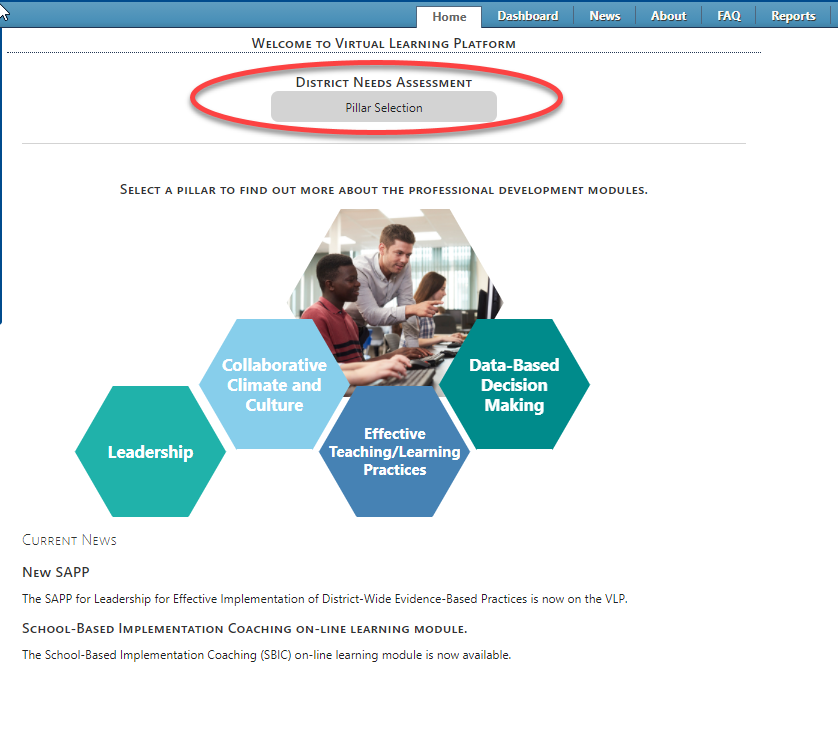 Home Dashboard News About FAQ Reports
Welcome to Virtual Learning Platform
District Needs Assessment
Pillar Selection
Select a pillar to find out more about the professional development modules.
Collaborative
Climate and
Culture
Data-Based
Decision
Making
Leadership
Effective
Teaching/Learning
Practices
Current News
New SAPP
The SAPP for Leadership for Effective Implementation of District-Wide Evidence-Based Practices is now on the VLP.
School-Based Implementation Coaching on-line learning module.
The School-Based Implementation Coaching (SBIC) on-line learning module is now available.